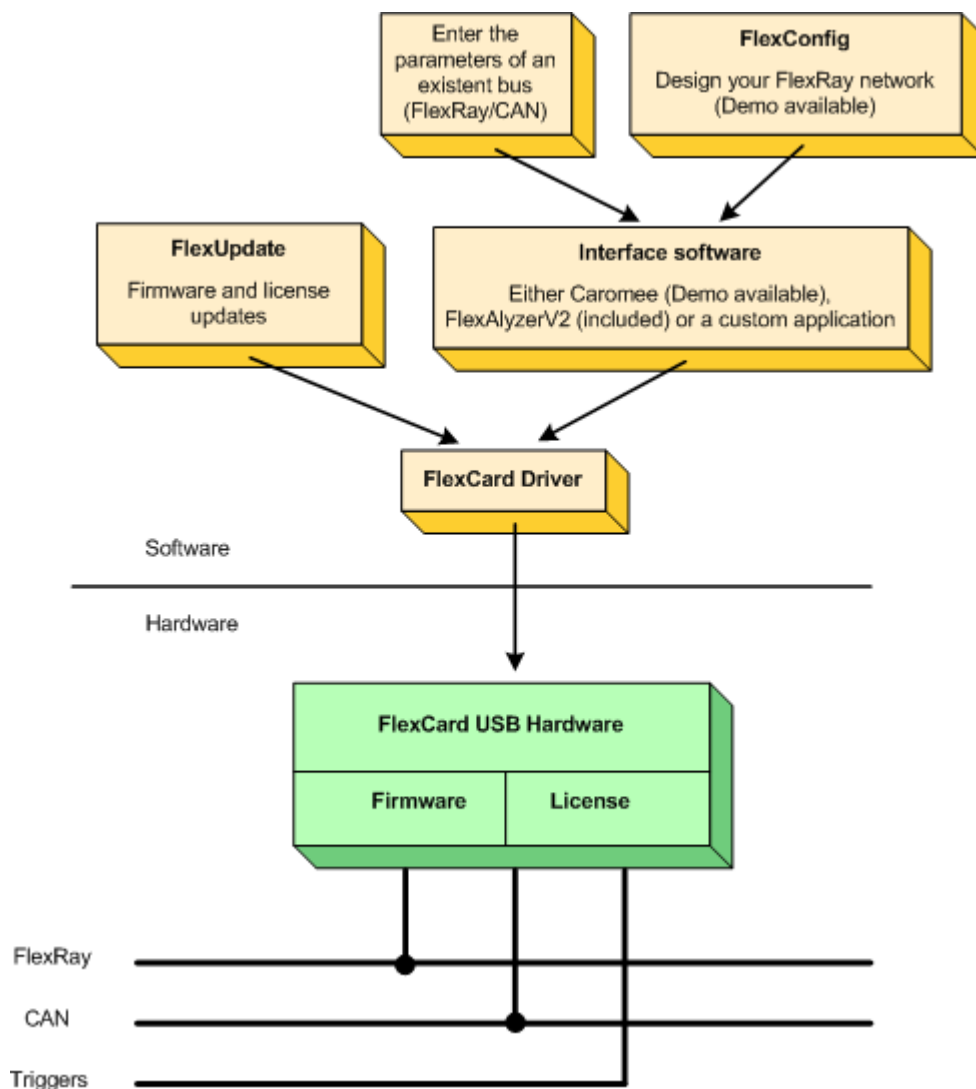 Enter the
parameters of an
existent bus
(FlexRay/CAN)
FlexConfig
Design your FlexRay network
(Demo available)
FlexUpdate
Firmware and license
updates
Interface software
Either Caromee (Demo available),
FlexAlyzerV2 (included) or a custom application
FlexCard Driver
Software
Hardware
FlexCard USB Hardware
Firmware
License
FlexRay
CAN
Triggers